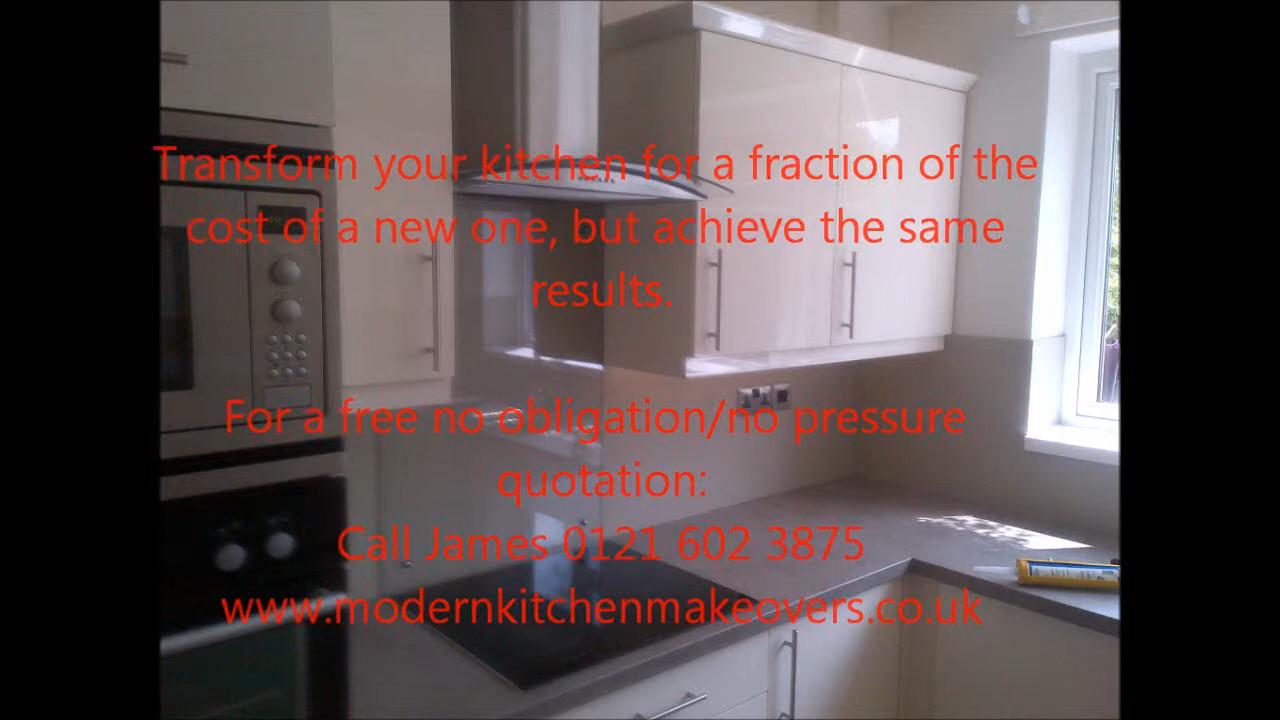 Transform your kitchen for a fraction of the
cost of a new one, but achieve the same
results.
For a free no obligation/no pressure
quotation:
Call James 0121 602 3875
www.modernkitchenmakeovers.co.uk